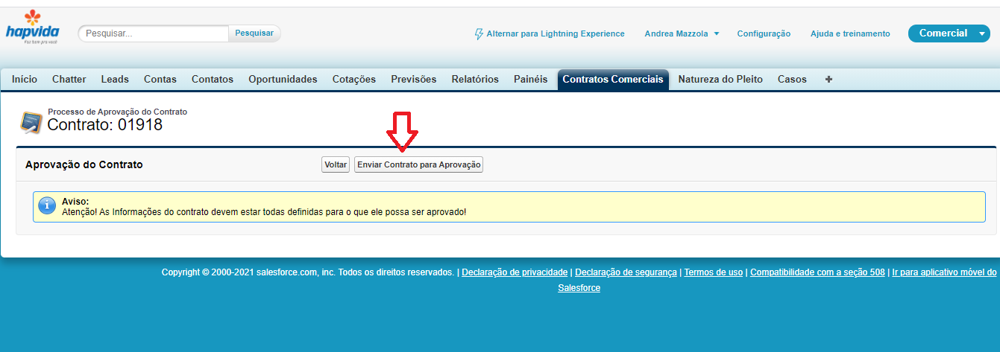 hapvida
Faz bem pra você
Pesquisar...
Pesquisar
Alternar para Lightning Experience
Andrea Mazzola
Configuração
Ajuda e treinamento
Comercial
Início Chatter Leads Contas Contatos Oportunidades Cotações Previsões Relatórios Painéis Contratos Comerciais Natureza do Pleito Casos +
Processo de Aprovação do Contrato
Contrato: 01918
Aprovação do Contrato
Voltar
Enviar Contrato para Aprovação
Aviso:
Atenção! As Informações do contrato devem estar todas definidas para o que ele possa ser aprovado!
Copyright © 2000-2021 salesforce.com, inc. Todos os direitos reservados. | Declaração de privacidade | Declaração de segurança | Termos de uso | Compatibilidade com a seção 508 | Ir para aplicativo móvel do
Salesforce